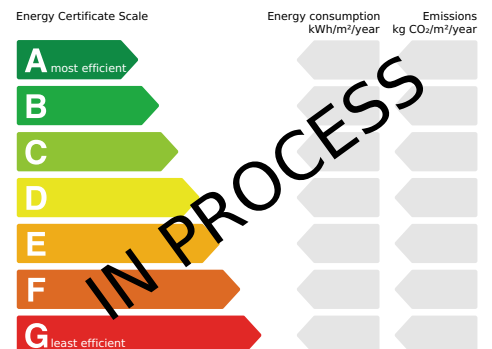 Energy Certificate Scale
Energy consumption
kWh/m²/year
Emissions
kg CO₂/m²/year
A most efficient
B
C
D
E
F
G least efficient
IN PROCESS